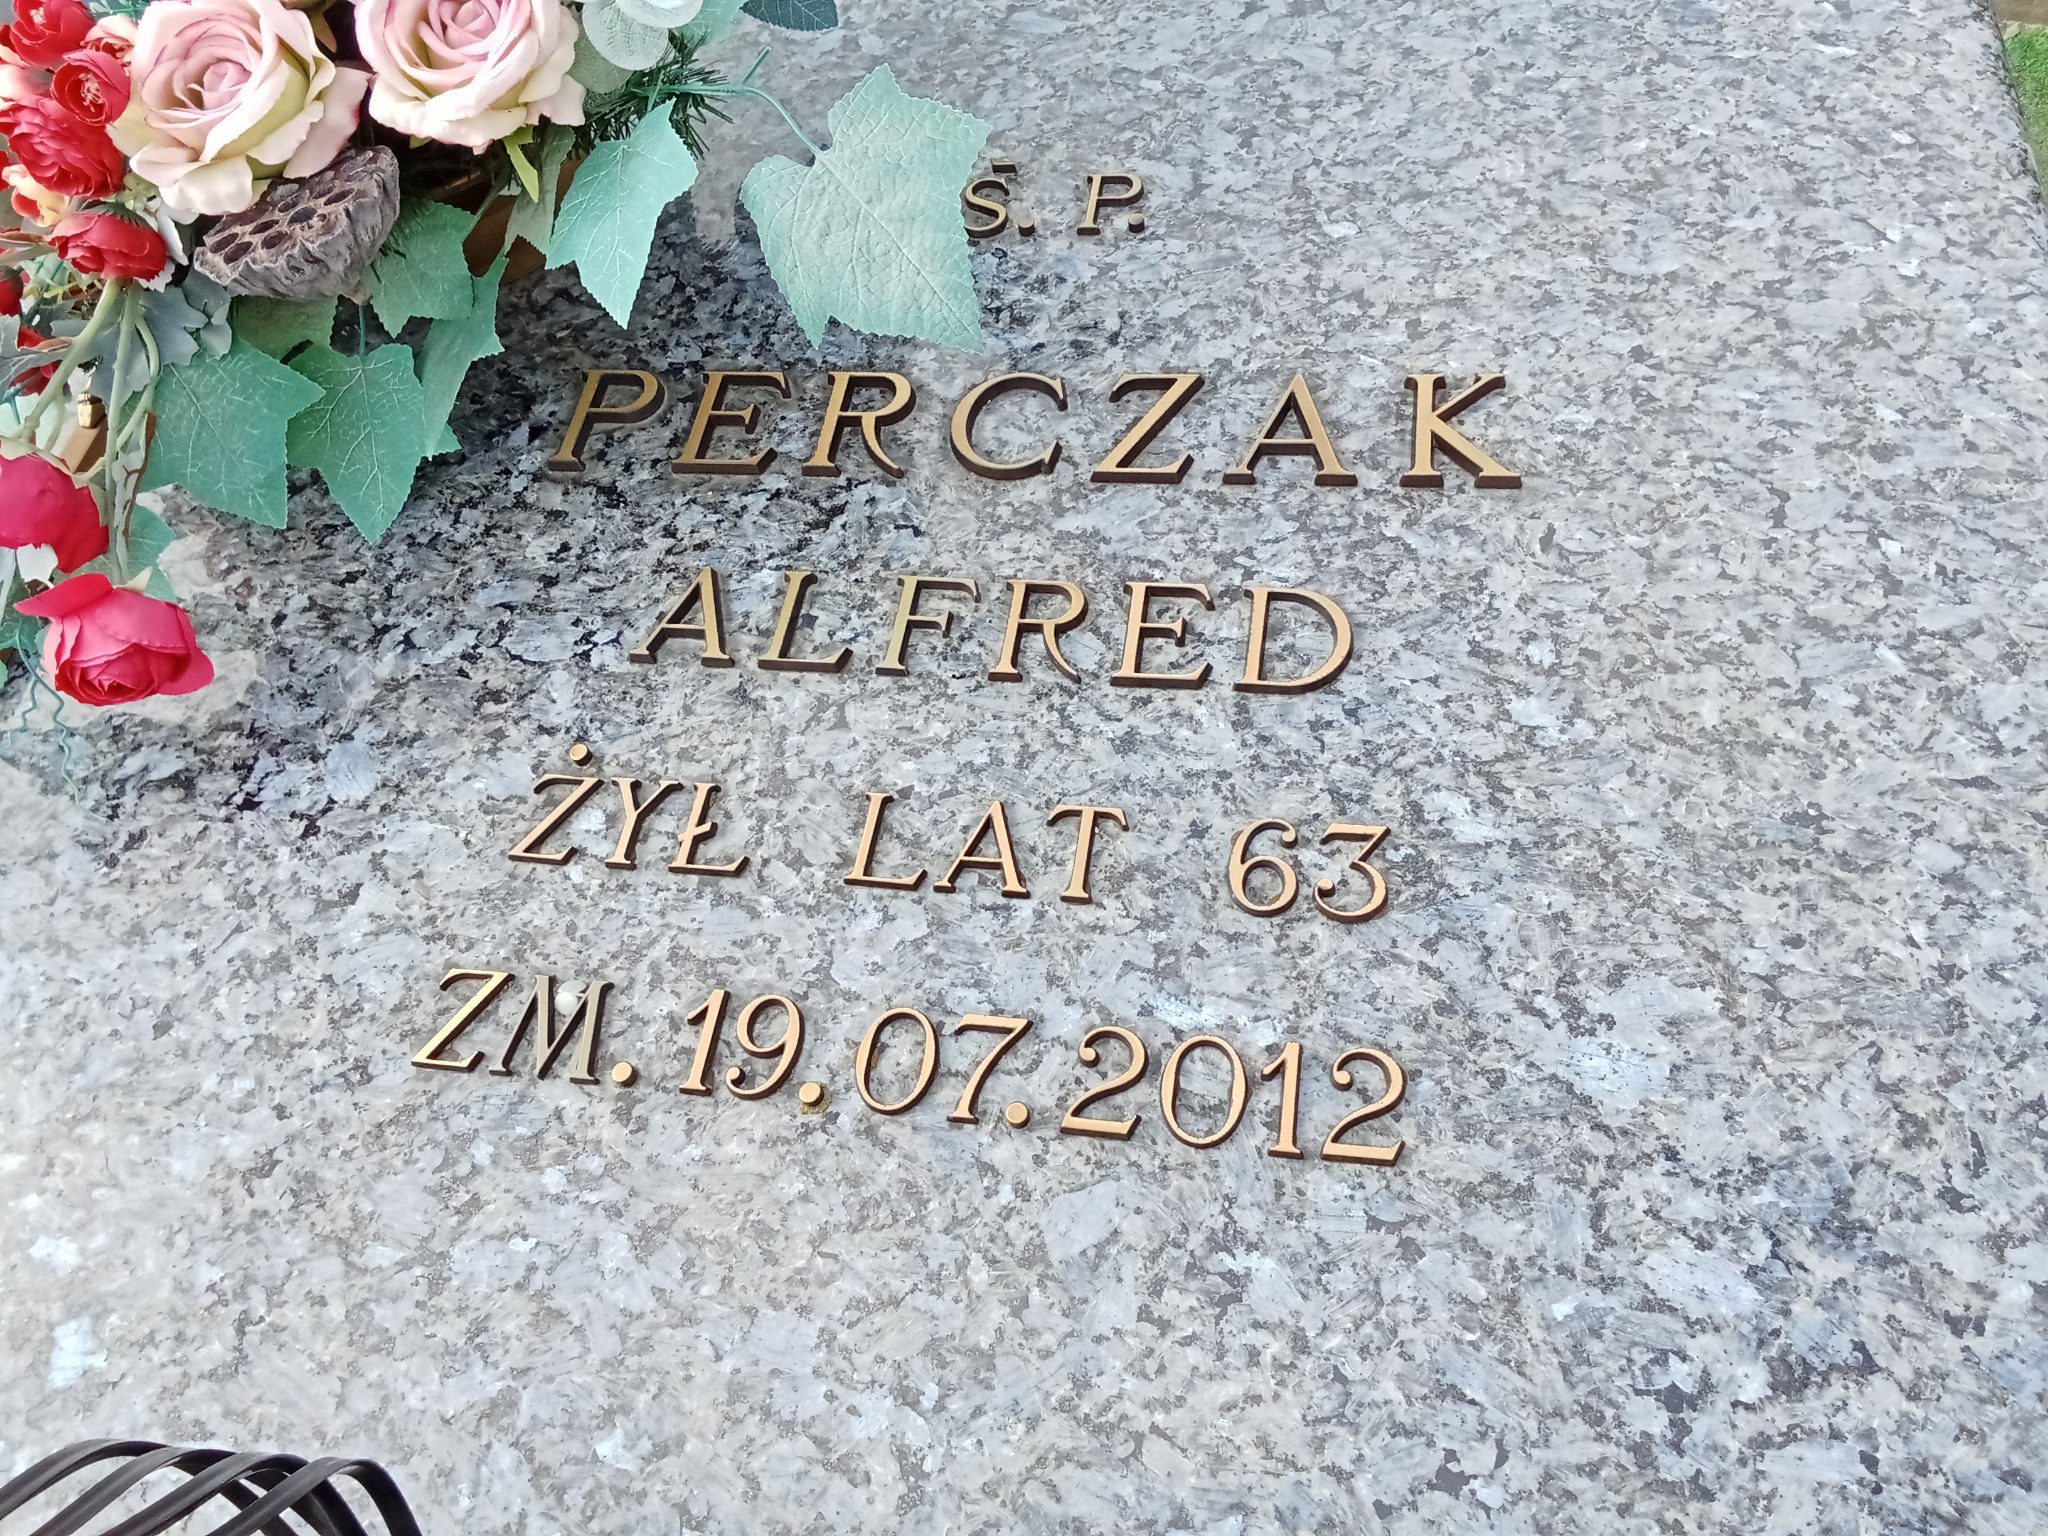 Ś. P.
PERCZAK
ALFRED
ŻYŁ LAT 63
ZM. 19.07.2012